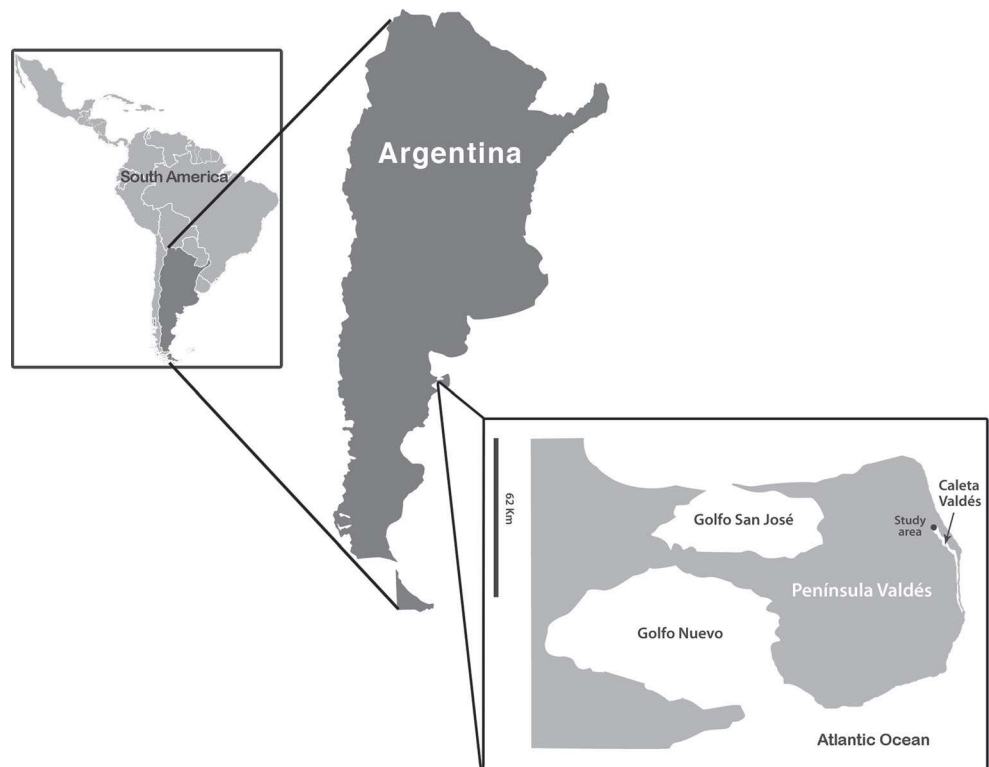 South America
Argentina
62 Km
Golfo San José
Caleta
Valdés
Study
area
Península Valdés
Golfo Nuevo
Atlantic Ocean